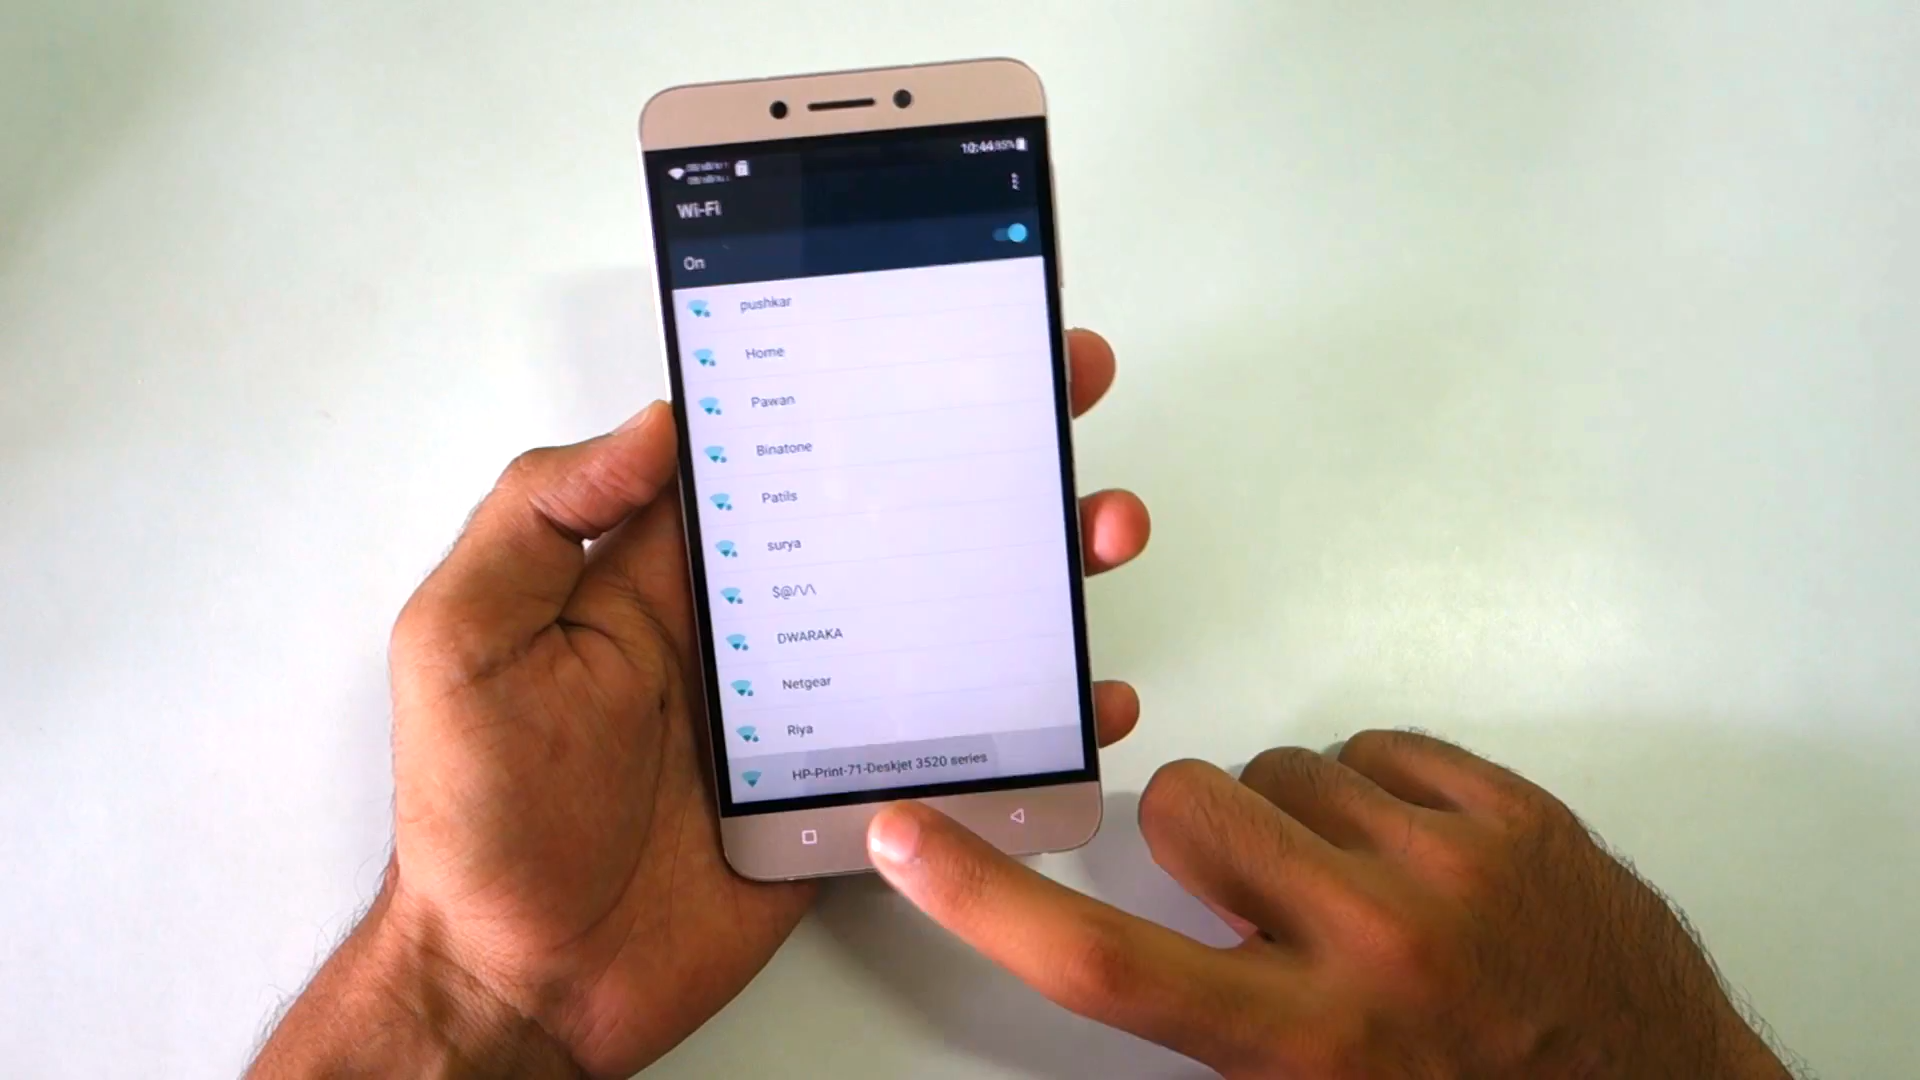 10:44 85%
Wi-Fi
On
pushkar
Home
Pawan
Binatone
Patils
surya
$@/\/\
DWARAKA
Netgear
Riya
HP-Print-71-Deskjet 3520 series